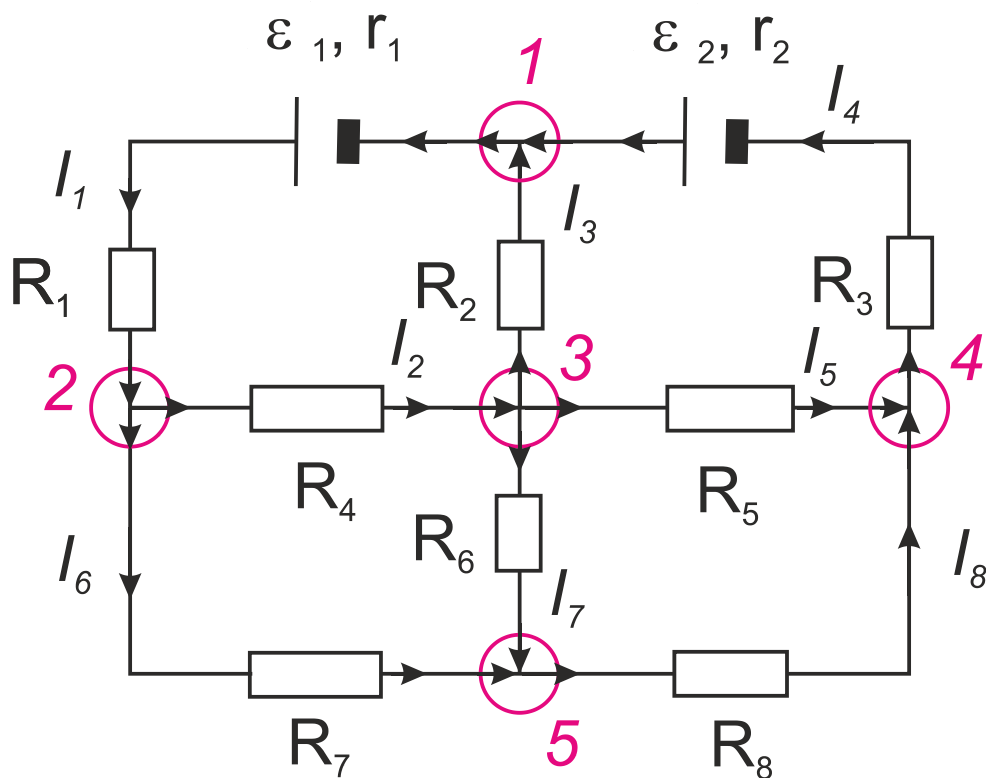 ε 1, r1 1 ε 2, r2
I4
I1 I3
R1 R2 R3
2 I2 3 I5 4
R4 R5
I6 R6 I8
I7
R7 5 R8